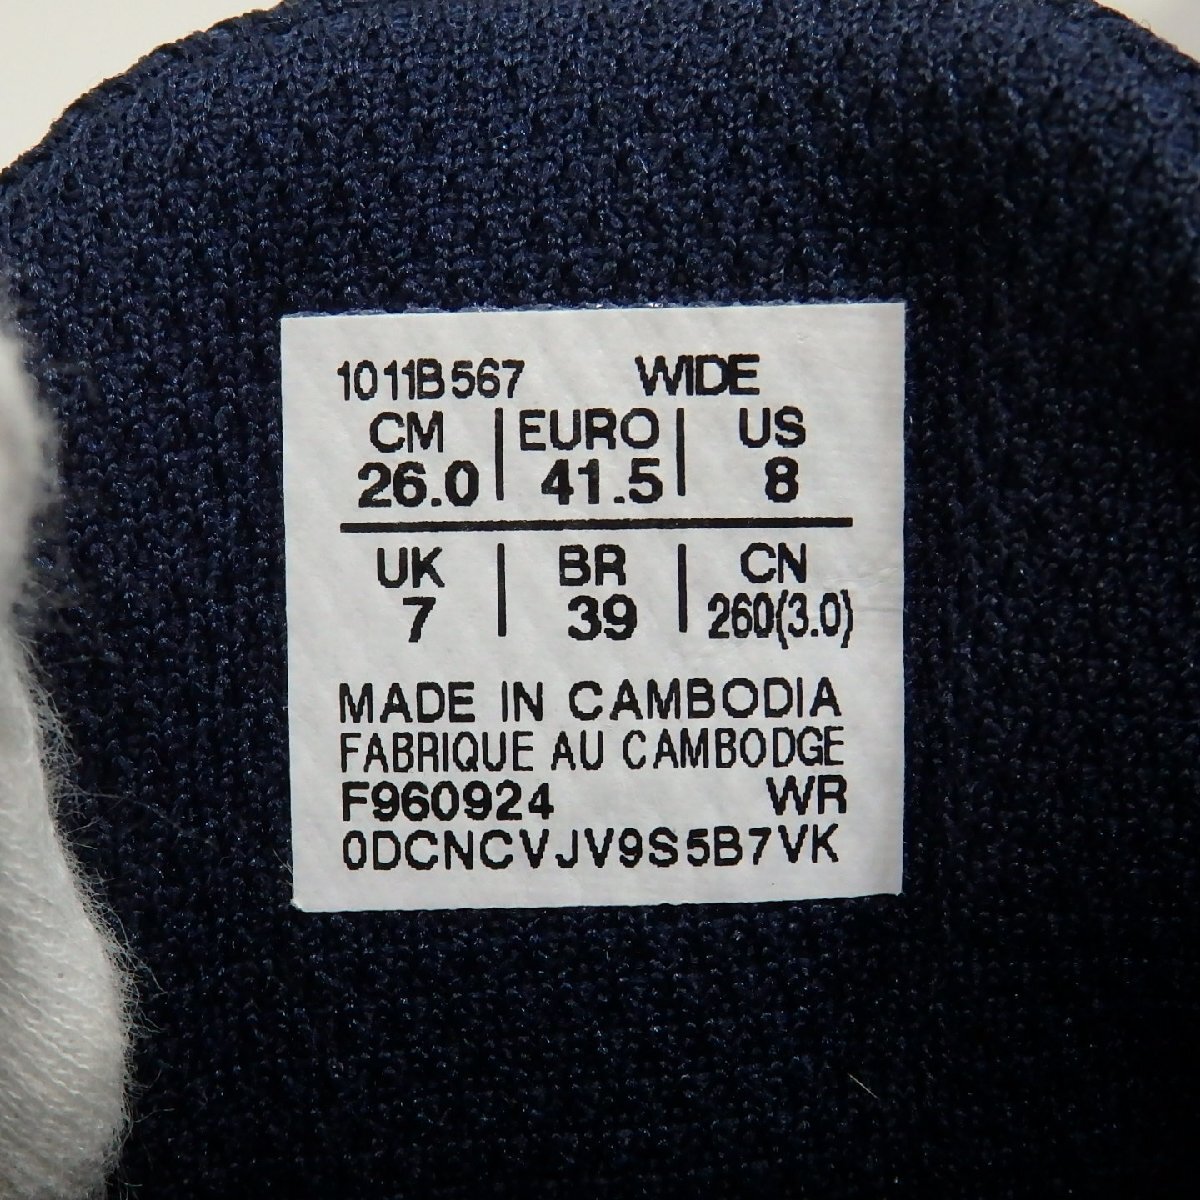 1011B567 WIDE
CM EURO US
26.0 41.5 8
UK BR CN
7 39 260(3.0)
MADE IN CAMBODIA
FABRIQUE AU CAMBODGE
F960924 WR
0DCNCVJV9S5B7VK